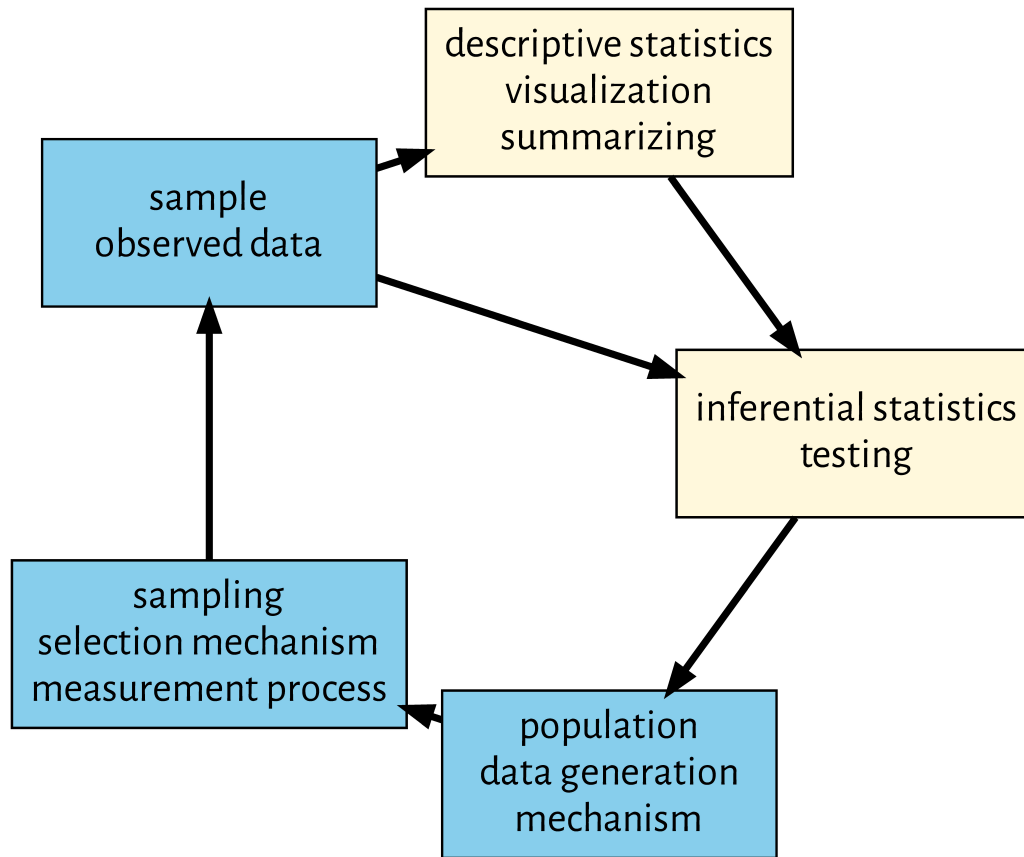 descriptive statistics
visualization
summarizing
sample
observed data
inferential statistics
testing
sampling
selection mechanism
measurement process
population
data generation
mechanism